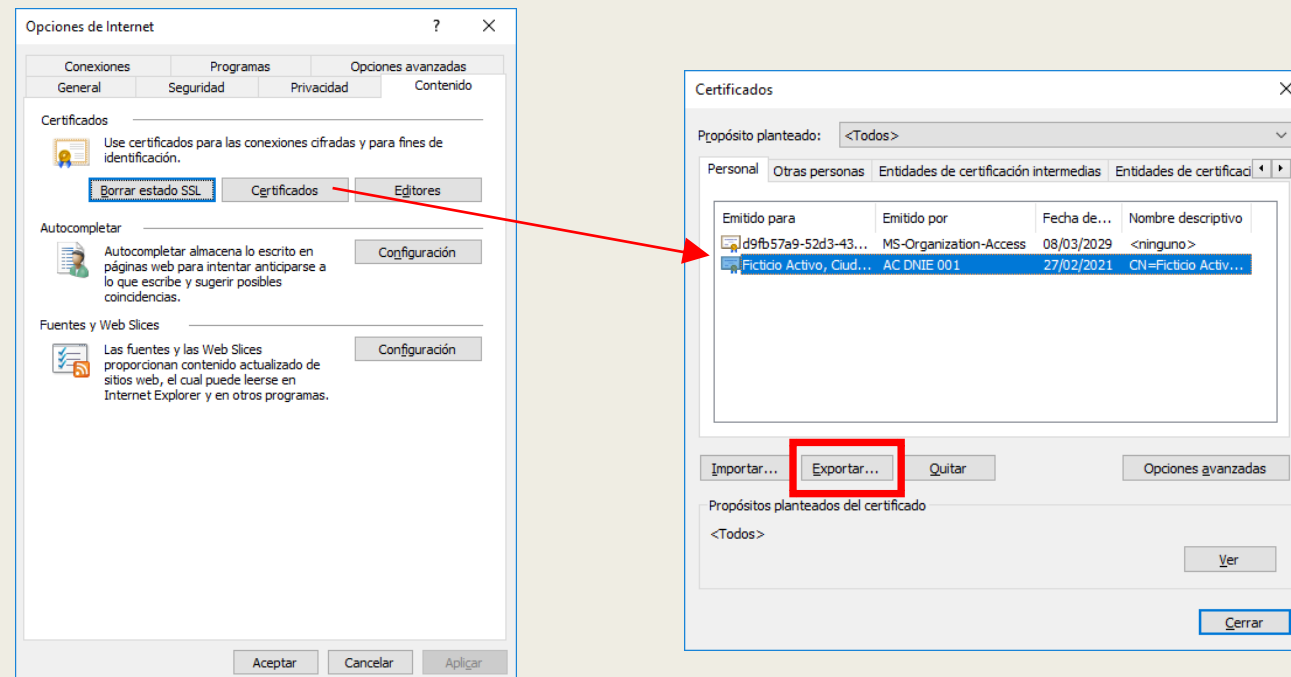 Opciones de Internet
?
Conexiones Programas Opciones avanzadas
General Seguridad Privacidad Contenido
Certificados
Use certificados para las conexiones cifradas y para fines de
identificación.
Borrar estado SSL Certificados Editores
Autocompletar
Autocompletar almacena lo escrito en
páginas web para intentar anticiparse a
lo que escribe y sugerir posibles
coincidencias.
Configuración
Fuentes y Web Slices
Las fuentes y las Web Slices
proporcionan contenido actualizado de
sitios web, el cual puede leerse en
Internet Explorer y en otros programas.
Configuración
Aceptar Cancelar Aplicar
Certificados
Propósito planteado: <Todos>
Personal Otras personas Entidades de certificación intermedias Entidades de certificaci
Emitido para Emitido por Fecha de... Nombre descriptivo
d9fb57a9-52d3-43... MS-Organization-Access 08/03/2029 <ninguno>
Ficticio Activo, Ciud... AC DNIE 001 27/02/2021 CN=Ficticio Activ...
Importar... Exportar... Quitar Opciones avanzadas
Propósitos planteados del certificado
<Todos>
Ver
Cerrar